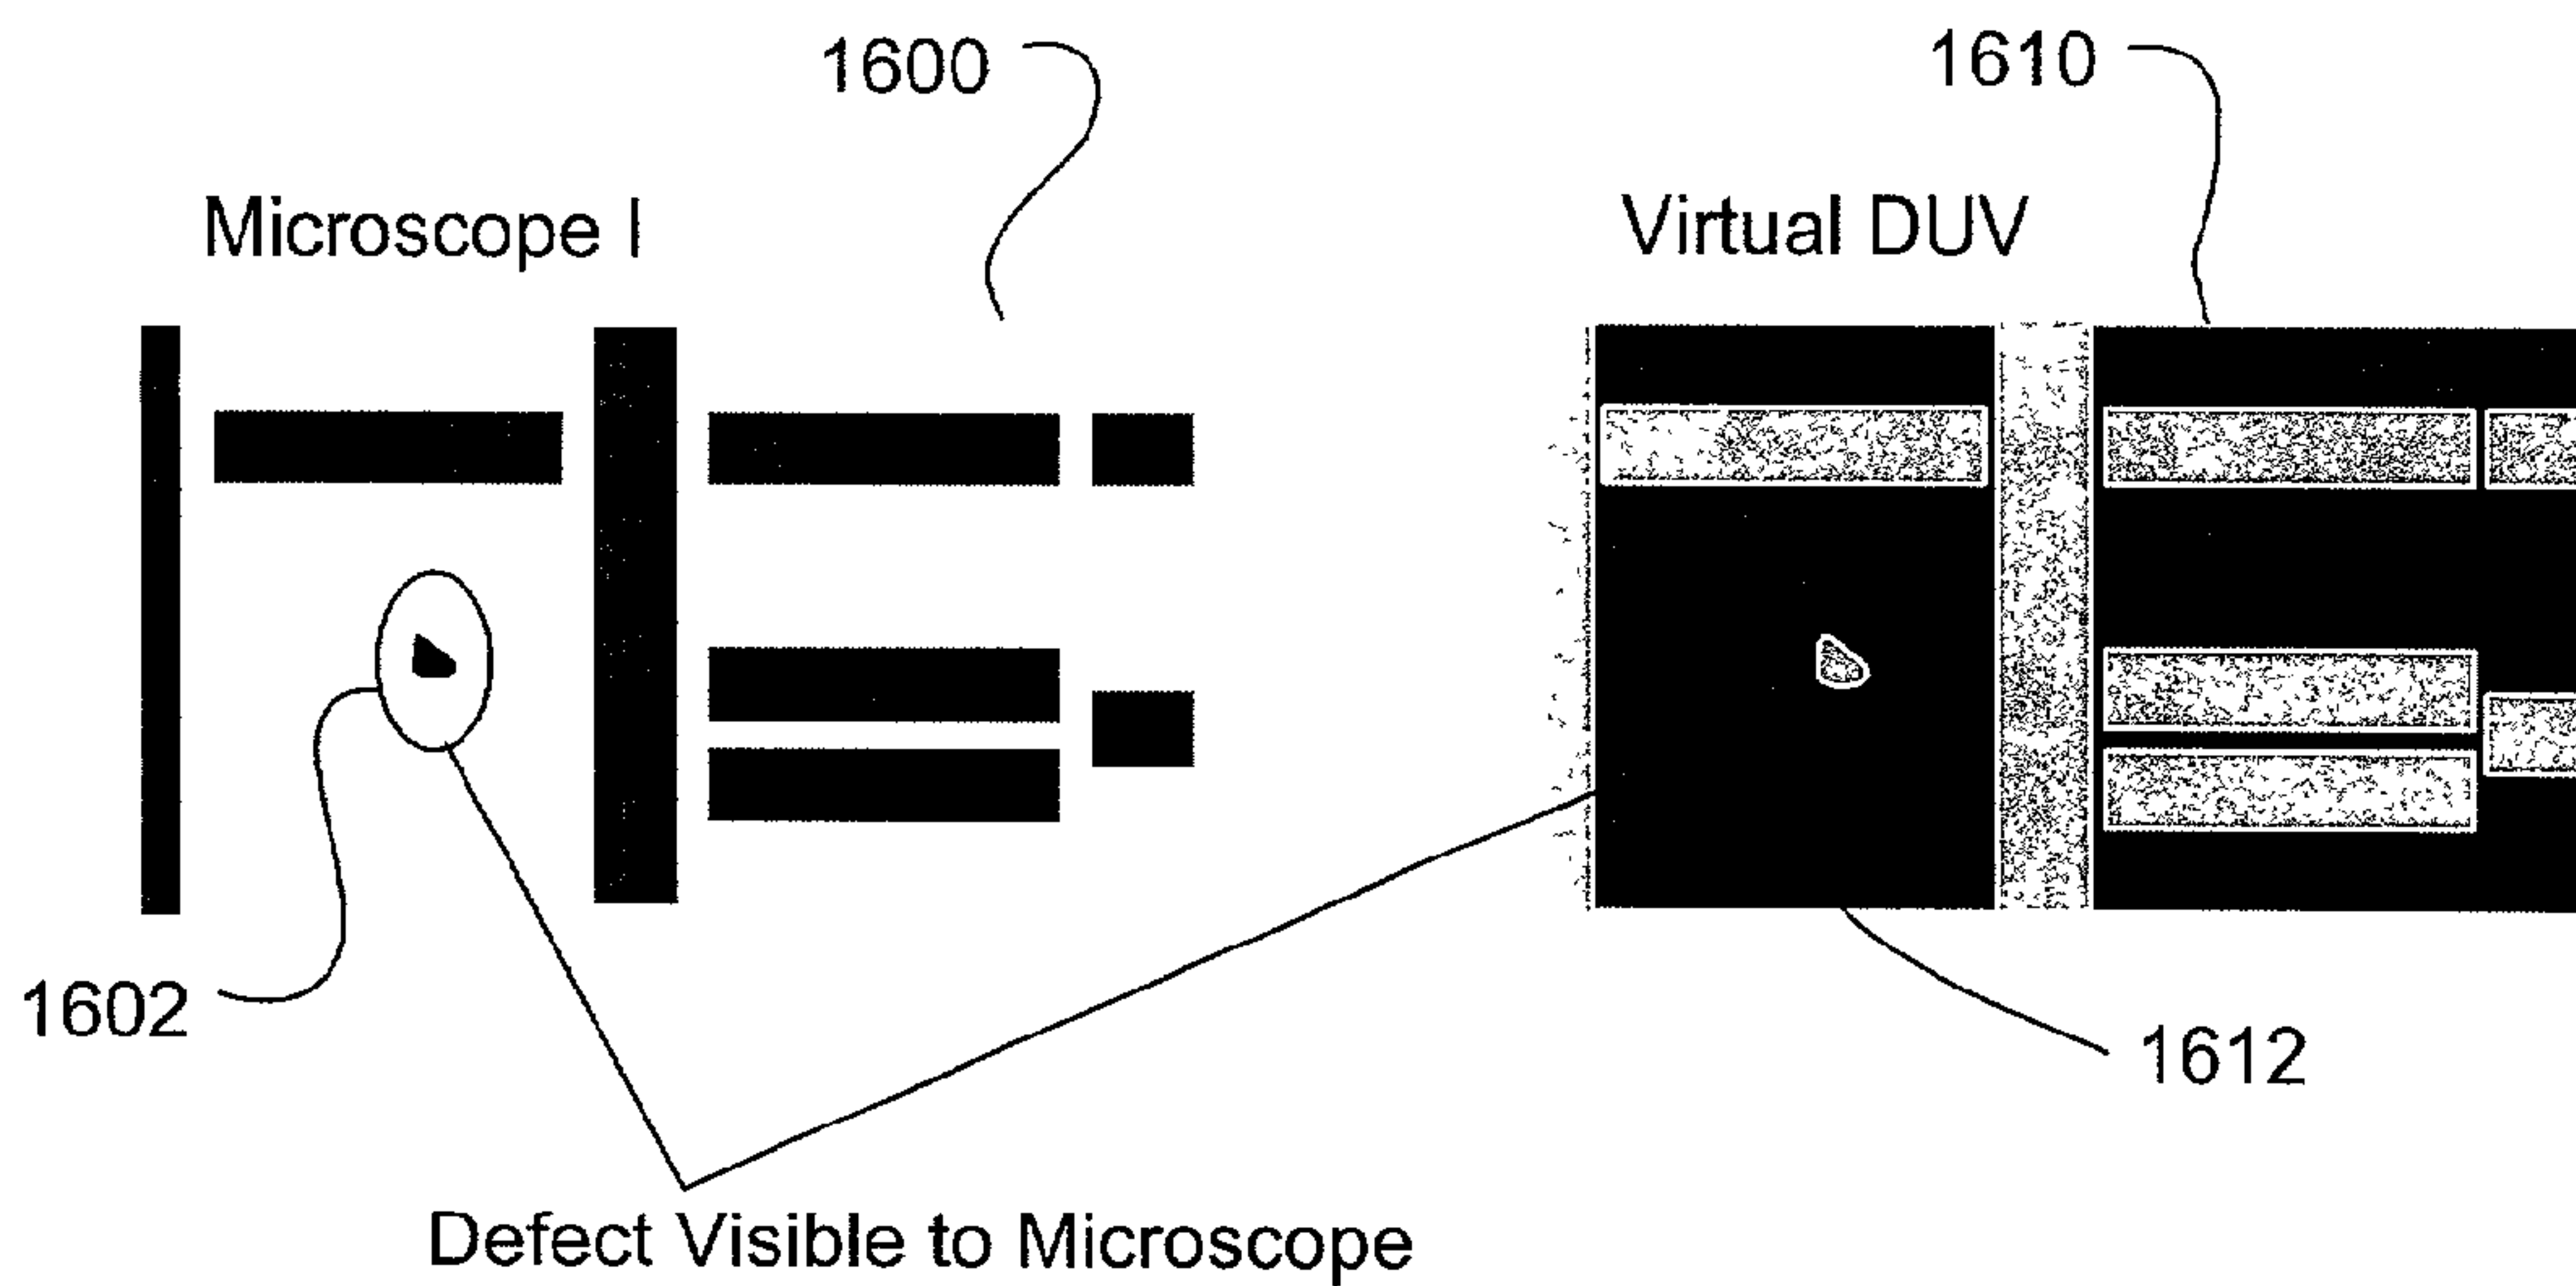 1600
1610
Microscope I
Virtual DUV
1602
1612
Defect Visible to Microscope